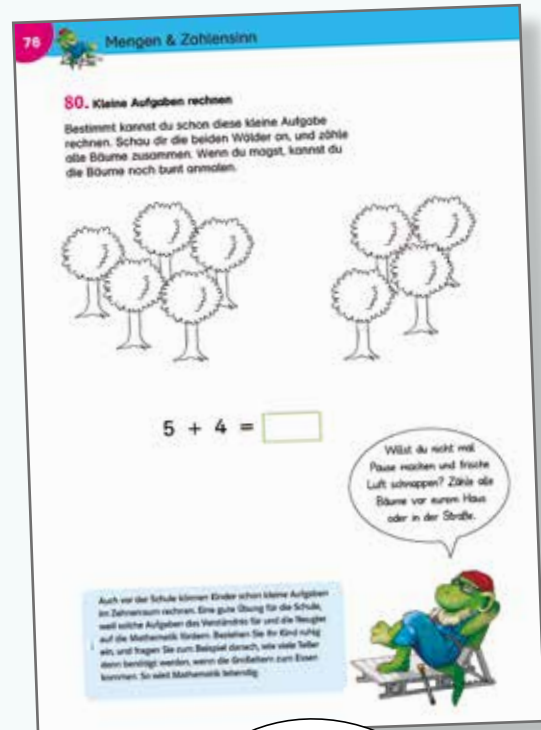 76
Mengen & Zahlensinn
80. Kleine Aufgaben rechnen
Bestimmt kannst du schon diese kleine Aufgabe
rechnen. Schau dir die beiden Wälder an, und zähle
alle Bäume zusammen. Wenn du magst, kannst du
die Bäume noch bunt anmalen.
5 + 4 =
Willst du nicht mal
Pause machen und frische
Luft schnappen? Zähle alle
Bäume vor eurem Haus
oder in der Straße.
Auch vor der Schule können Kinder schon kleine Aufgaben
im Zehnerraum rechnen. Eine gute Übung für die Schule,
weil solche Aufgaben das Verständnis für und die Neugier
auf die Mathematik fördern. Beziehen Sie Ihr Kind ruhig
ein, und fragen Sie zum Beispiel danach, wie viele Teller
denn benötigt werden, wenn die Großeltern zum Essen
kommen. So wird Mathematik lebendig.